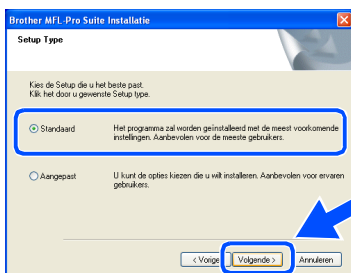 Brother MFL-Pro Suite Installatie
Setup Type
Kies de Setup die u het beste past.
Klik het door u gewenste Setup type.
Standaard
Het programma zal worden geïnstalleerd met de meest voorkomende
instellingen. Aanbevolen voor de meeste gebruikers.
Aangepast
U kunt de opties kiezen die u wilt installeren. Aanbevolen voor ervaren
gebruikers.
< Vorige
Volgende >
Annuleren